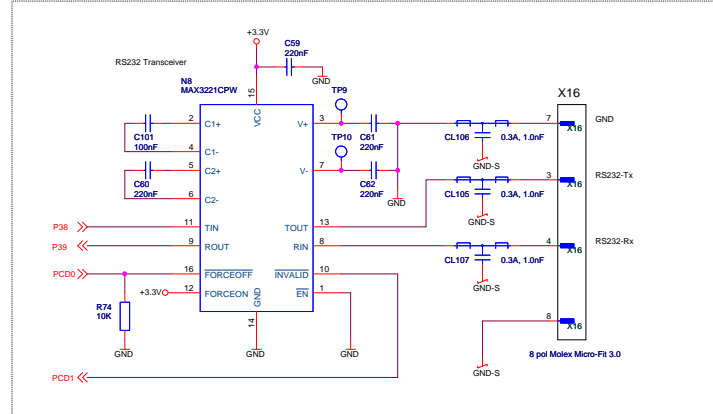 +3.3V
C59
220nF
RS232 Transceiver
GND
N8
MAX3221CPW
TP9
X16
15
VCC
2 C1+ V+ 3
C101
100nF
C61
220nF
CL106 0.3A, 1.0nF
7 X16 GND
TP10
GND-S
4 C1-
5 C2+ V- 7
C60
220nF
C62
220nF
GND
3 X16 RS232-Tx
CL105 0.3A, 1.0nF
GND-S
6 C2-
P38 11 TIN TOUT 13
P39 9 ROUT RIN 8
4 X16 RS232-Rx
CL107 0.3A, 1.0nF
GND-S
PCD0 16 FORCEOFF INVALID 10
+3.3V 12 FORCEON EN 1
GND
14
R74
10K
8 X16
GND GND GND
GND-S
8 pol Molex Micro-Fit 3.0
PCD1